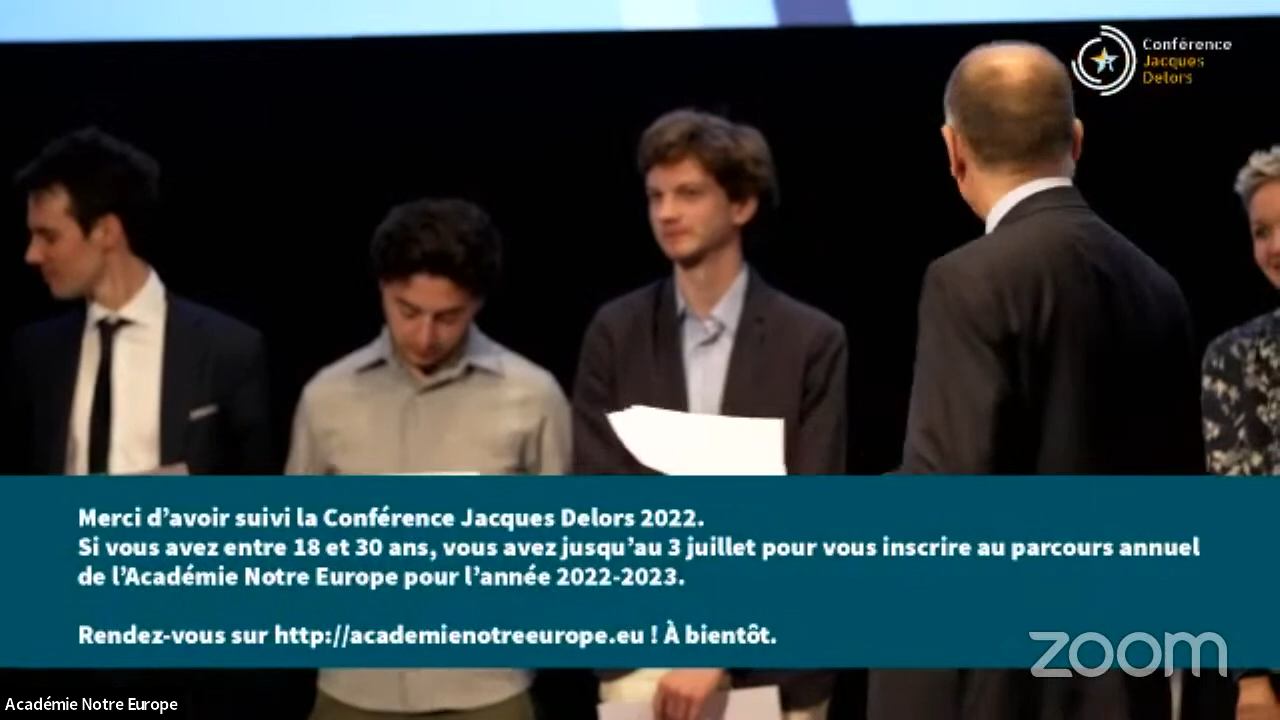 Conférence
Jacques
Delors
Merci d’avoir suivi la Conférence Jacques Delors 2022.
Si vous avez entre 18 et 30 ans, vous avez jusqu’au 3 juillet pour vous inscrire au parcours annuel
de l’Académie Notre Europe pour l’année 2022-2023.
Rendez-vous sur http://academienotreeurope.eu ! À bientôt.
zoom
Académie Notre Europe